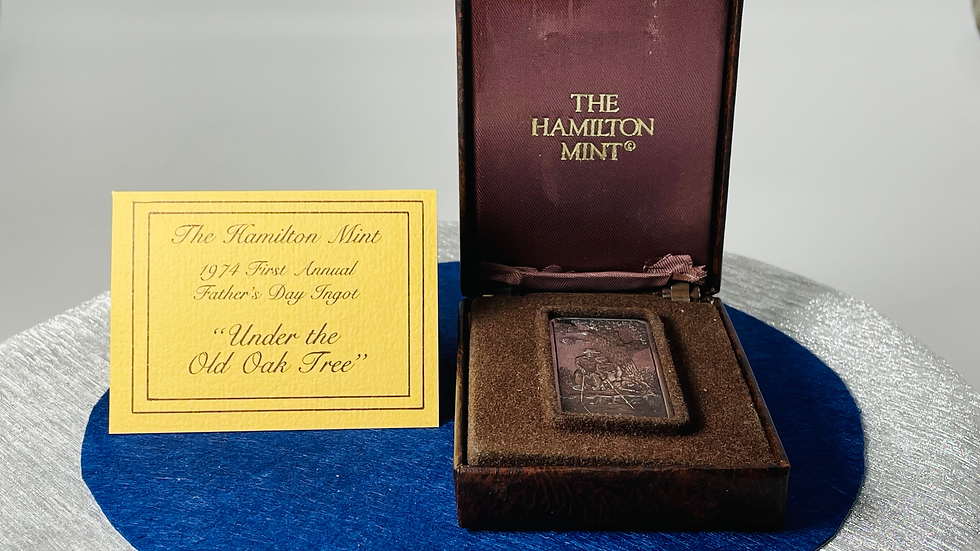 The Hamilton Mint
1974 First Annual
Father's Day Ingot
“Under the
Old Oak Tree”
THE
HAMILTON
MINT©